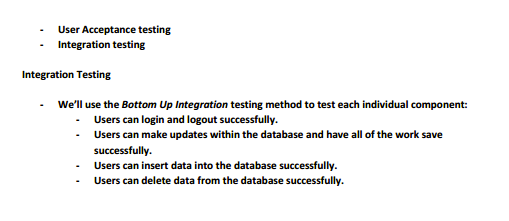 - User Acceptance testing
- Integration testing
Integration Testing
- We'll use the Bottom Up Integration testing method to test each individual component:
- Users can login and logout successfully.
- Users can make updates within the database and have all of the work save
successfully.
- Users can insert data into the database successfully.
- Users can delete data from the database successfully.